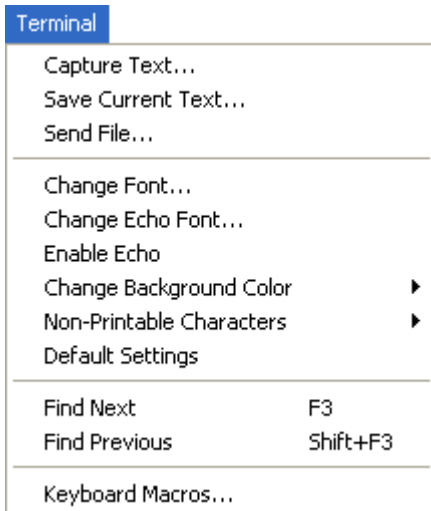 Terminal
Capture Text...
Save Current Text...
Send File...
Change Font...
Change Echo Font...
Enable Echo
Change Background Color
Non-Printable Characters
Default Settings
Find Next F3
Find Previous Shift+F3
Keyboard Macros...